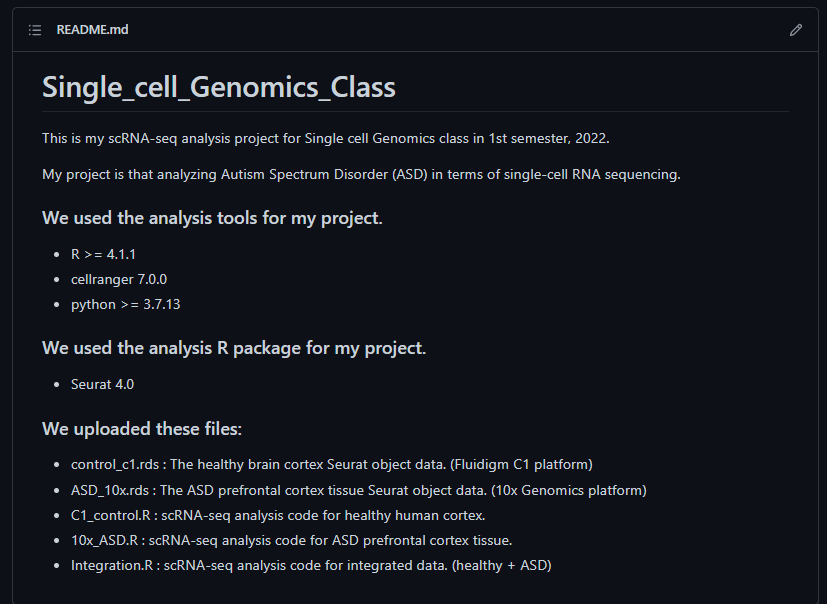 README.md
Single_cell_Genomics_Class
This is my scRNA-seq analysis project for Single cell Genomics class in 1st semester, 2022.
My project is that analyzing Autism Spectrum Disorder (ASD) in terms of single-cell RNA sequencing.
We used the analysis tools for my project.
R >= 4.1.1
cellranger 7.0.0
python >= 3.7.13
We used the analysis R package for my project.
Seurat 4.0
We uploaded these files:
control_c1.rds : The healthy brain cortex Seurat object data. (Fluidigm C1 platform)
ASD_10x.rds : The ASD prefrontal cortex tissue Seurat object data. (10x Genomics platform)
C1_control.R : scRNA-seq analysis code for healthy human cortex.
10x_ASD.R : scRNA-seq analysis code for ASD prefrontal cortex tissue.
Integration.R : scRNA-seq analysis code for integrated data. (healthy + ASD)